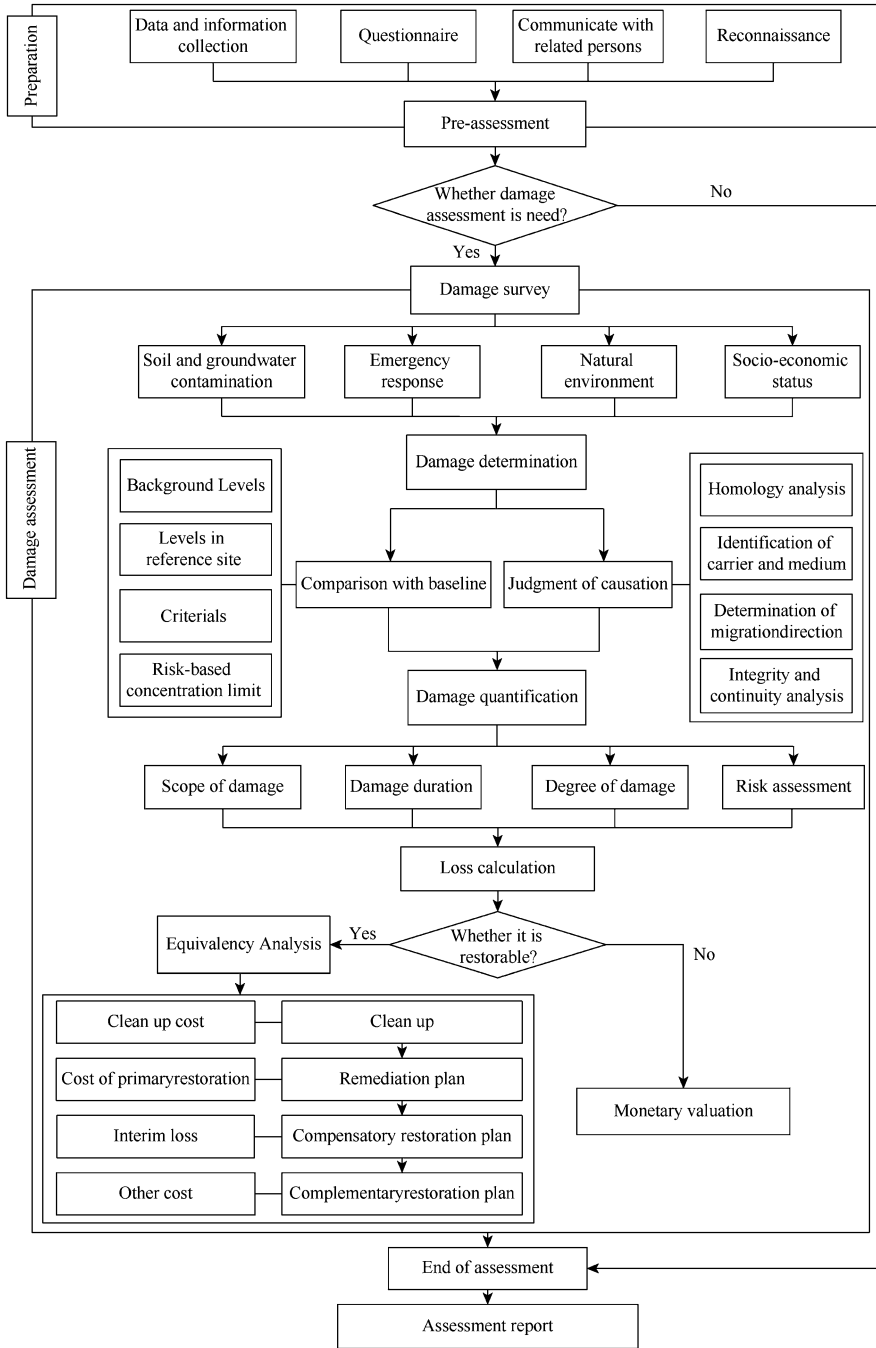 Preparation
Data and information
collection
Questionnaire
Communicate with
related persons
Reconnaissance
Pre-assessment
Whether damage
assessment is need?
No
Yes
Damage survey
Soil and groundwater
contamination
Emergency
response
Natural
environment
Socio-economic
status
Damage assessment
Damage determination
Background Levels
Levels in
reference site
Criterials
Risk-based
concentration limit
Comparison with baseline
Judgment of causation
Homology analysis
Identification of
carrier and medium
Determination of
migrationdirection
Integrity and
continuity analysis
Damage quantification
Scope of damage
Damage duration
Degree of damage
Risk assessment
Loss calculation
Whether it is
restorable?
Yes
No
Equivalency Analysis
Clean up cost
Clean up
Cost of primaryrestoration
Remediation plan
Interim loss
Compensatory restoration plan
Other cost
Complementaryrestoration plan
Monetary valuation
End of assessment
Assessment report